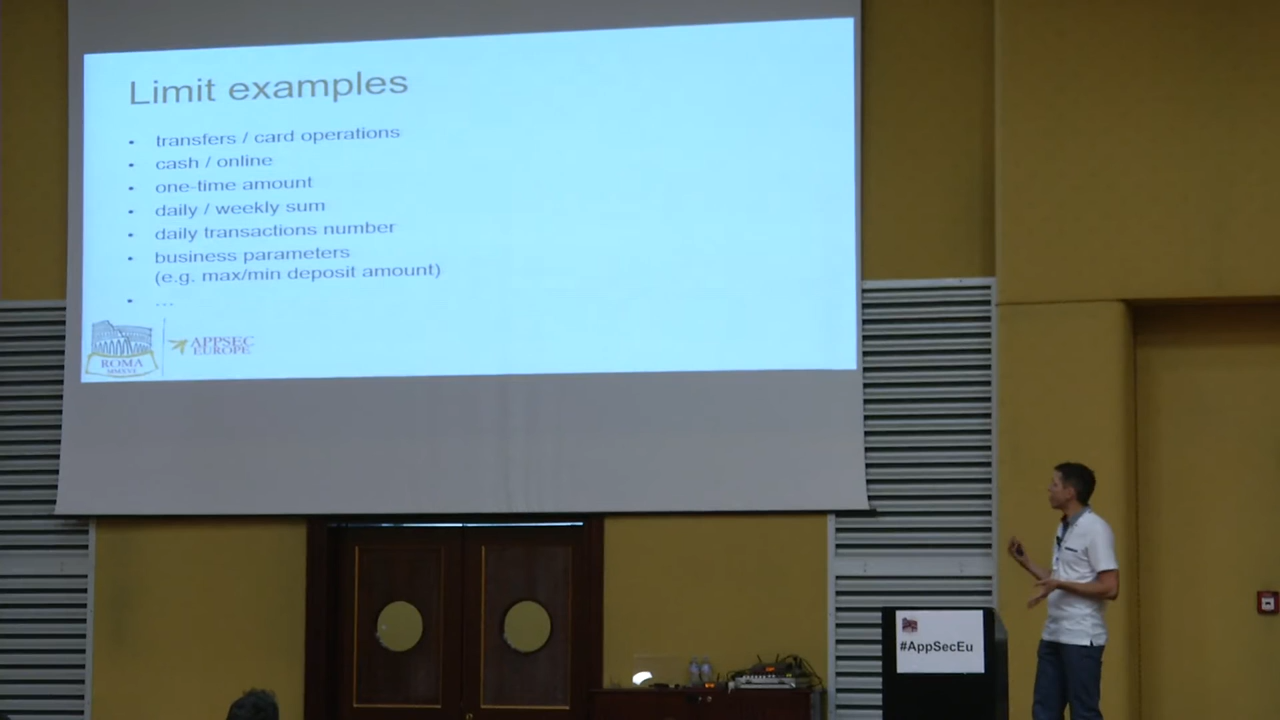 Limit examples
• transfers / card operations
• cash / online
• one-time amount
• daily / weekly sum
• daily transactions number
• business parameters
(e.g. max/min deposit amount)
• ...
ROMA
MMXVI
APPSEC
EUROPE
#AppSecEu